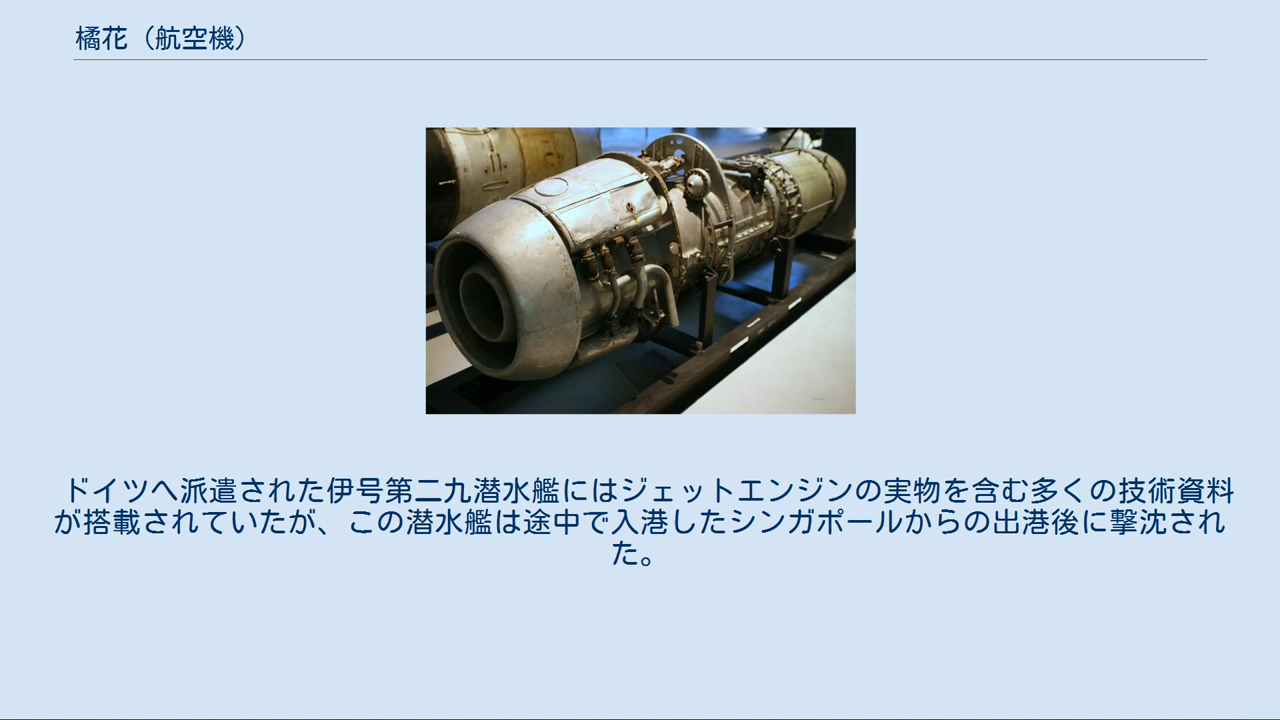 橘花（航空機）
ドイツへ派遣された伊号第二九潜水艦にはジェットエンジンの実物を含む多くの技術資料
が搭載されていたが、この潜水艦は途中で入港したシンガポールからの出港後に撃沈され
た。